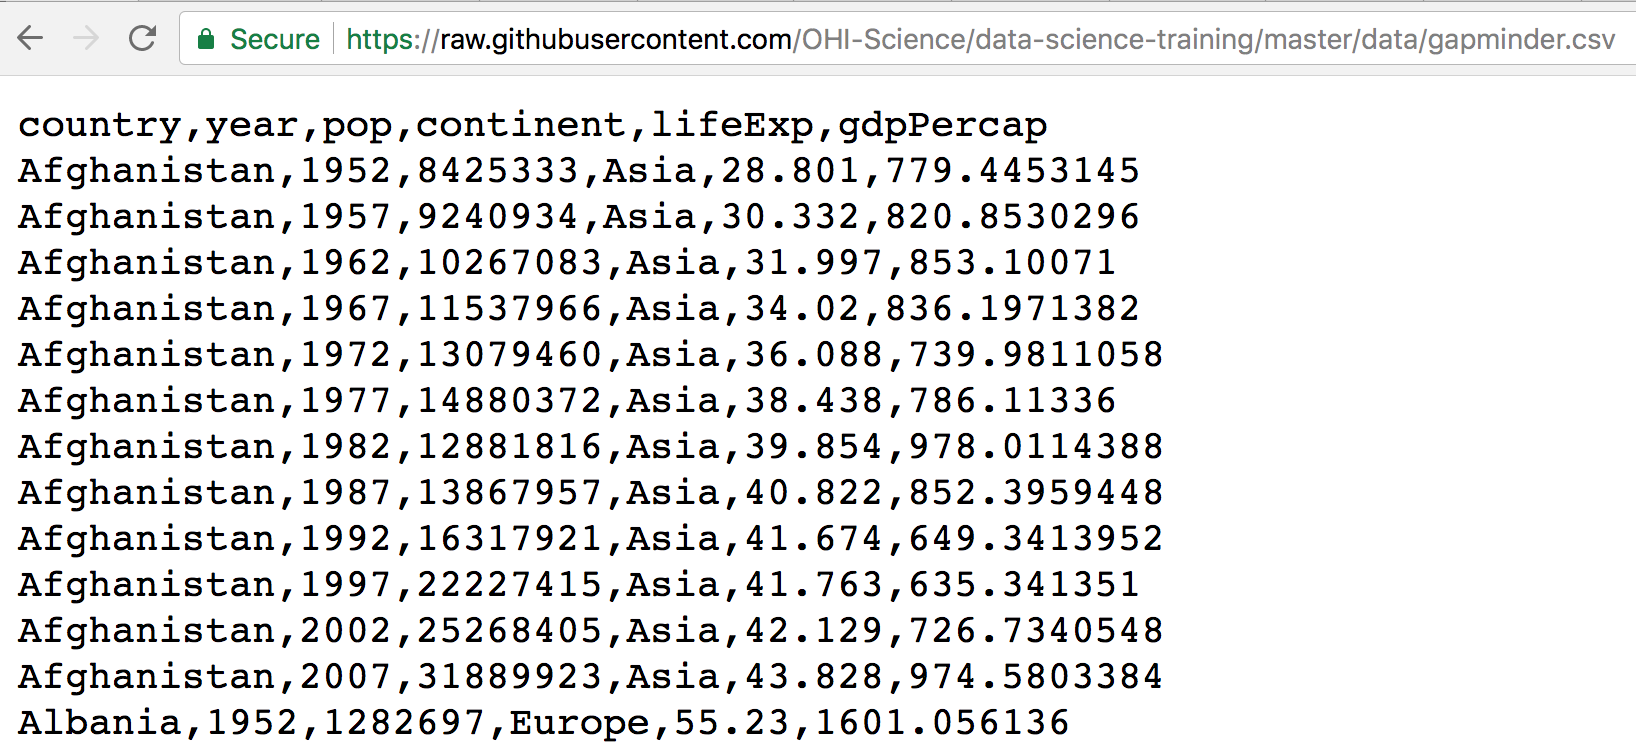 Secure https://raw.githubusercontent.com/OHI-Science/data-science-training/master/data/gapminder.csv
country,year,pop,continent,lifeExp,gdpPercap
Afghanistan,1952,8425333,Asia,28.801,779.4453145
Afghanistan,1957,9240934,Asia,30.332,820.8530296
Afghanistan,1962,10267083,Asia,31.997,853.10071
Afghanistan,1967,11537966,Asia,34.02,836.1971382
Afghanistan,1972,13079460,Asia,36.088,739.9811058
Afghanistan,1977,14880372,Asia,38.438,786.11336
Afghanistan,1982,12881816,Asia,39.854,978.0114388
Afghanistan,1987,13867957,Asia,40.822,852.3959448
Afghanistan,1992,16317921,Asia,41.674,649.3413952
Afghanistan,1997,22227415,Asia,41.763,635.341351
Afghanistan,2002,25268405,Asia,42.129,726.7340548
Afghanistan,2007,31889923,Asia,43.828,974.5803384
Albania,1952,1282697,Europe,55.23,1601.056136